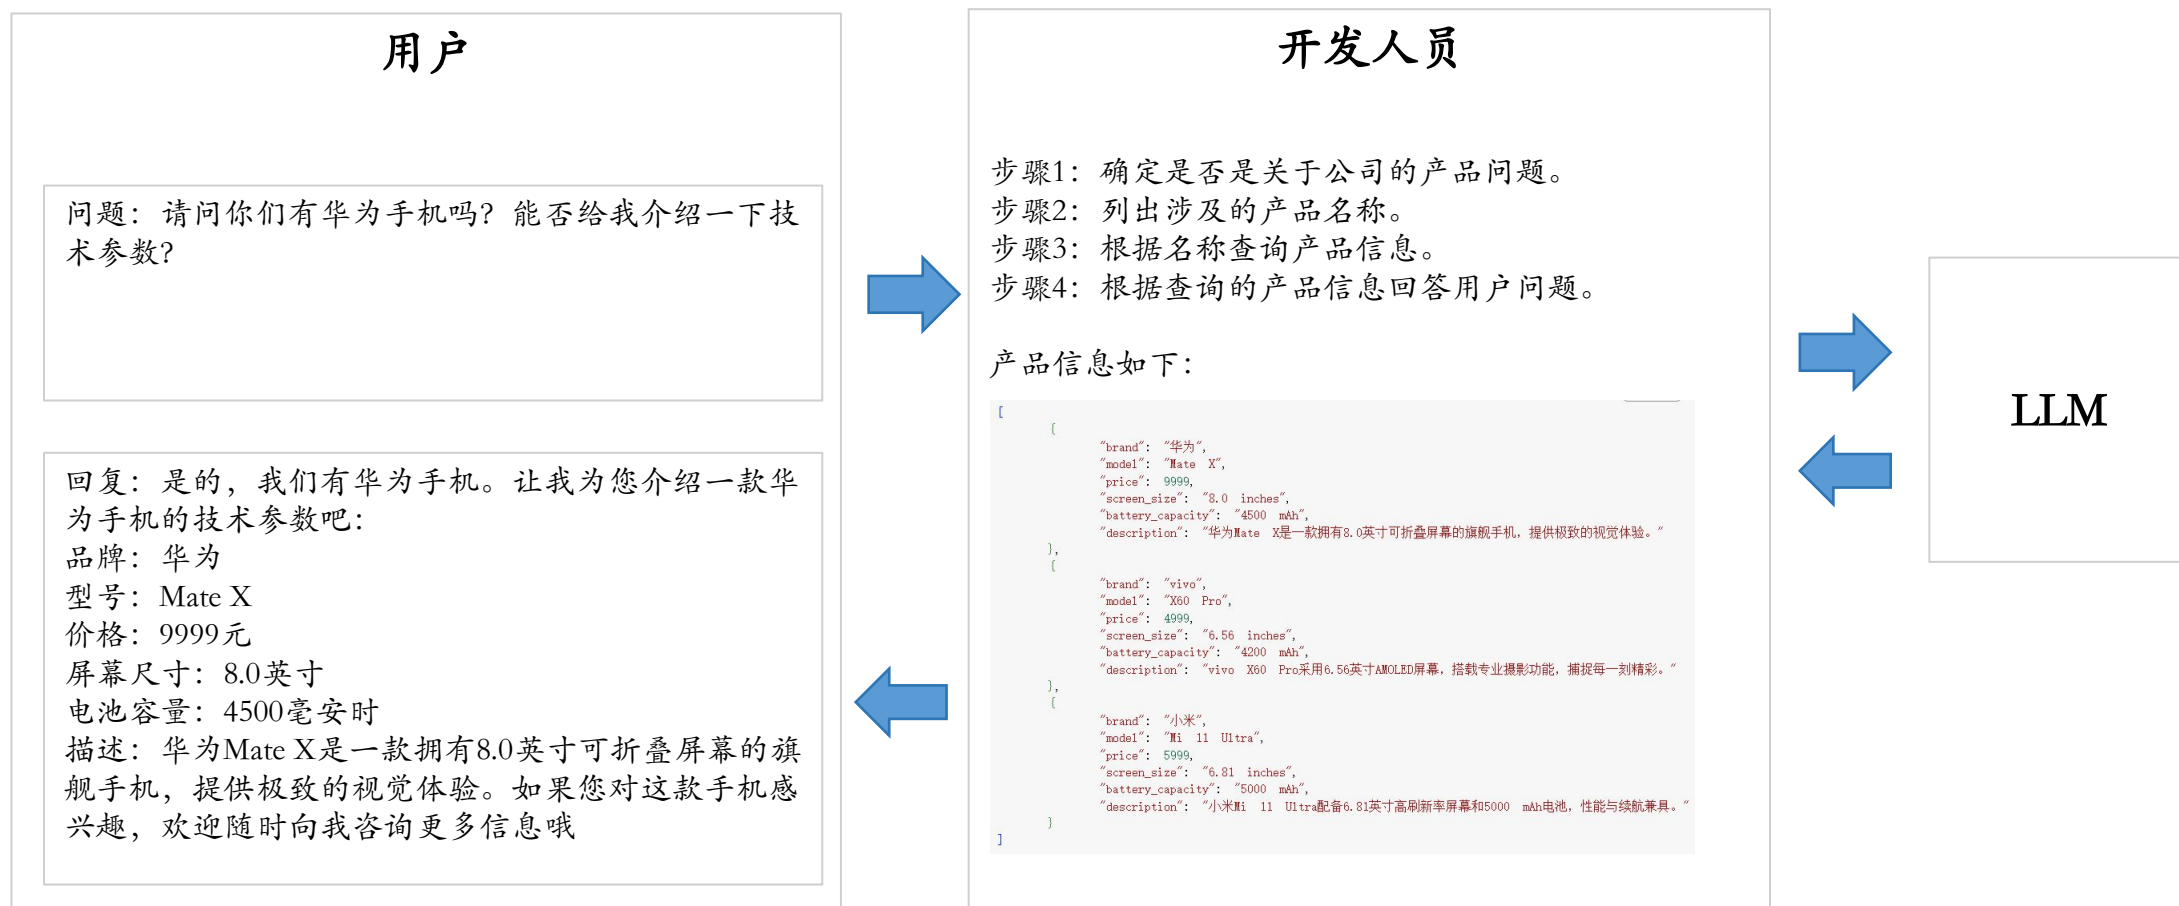 用户
问题：请问你们有华为手机吗？能否给我介绍一下技
术参数？
回复：是的，我们有华为手机。让我为您介绍一款华
为手机的技术参数吧：
品牌：华为
型号：Mate X
价格：9999元
屏幕尺寸：8.0英寸
电池容量：4500毫安时
描述：华为Mate X是一款拥有8.0英寸可折叠屏幕的旗
舰手机，提供极致的视觉体验。如果您对这款手机感
兴趣，欢迎随时向我咨询更多信息哦
开发人员
步骤1：确定是否是关于公司的产品问题。
步骤2：列出涉及的产品名称。
步骤3：根据名称查询产品信息。
步骤4：根据查询的产品信息回答用户问题。
产品信息如下：
[
{
"brand": "华为",
"model": "Mate X",
"price": 9999,
"screen_size": "8.0 inches",
"battery_capacity": "4500 mAh",
"description": "华为Mate X是一款拥有8.0英寸可折叠屏幕的旗舰手机，提供极致的视觉体验。"
},
{
"brand": "vivo",
"model": "X60 Pro",
"price": 4999,
"screen_size": "6.56 inches",
"battery_capacity": "4200 mAh",
"description": "vivo X60 Pro采用6.56英寸AMOLED屏幕，搭载专业摄影功能，捕捉每一刻精彩。"
},
{
"brand": "小米",
"model": "Mi 11 Ultra",
"price": 5999,
"screen_size": "6.81 inches",
"battery_capacity": "5000 mAh",
"description": "小米Mi 11 Ultra配备6.81英寸高刷新率屏幕和5000 mAh电池，性能与续航兼具。"
}
]
LLM